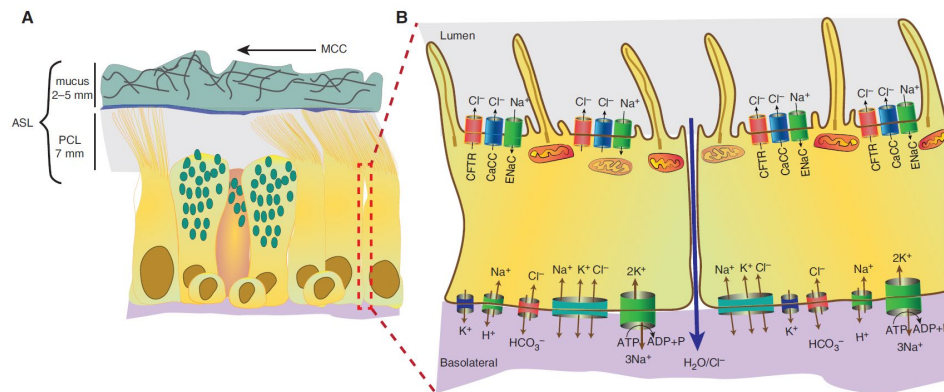 A
MCC
mucus
2–5 mm
ASL
PCL
7 mm
B
Lumen
Cl⁻ Cl⁻ Na⁺
CFTR
CaCC
ENaC
Cl⁻ Cl⁻ Na⁺
Cl⁻ Cl⁻ Na⁺
CFTR
CaCC
ENaC
Cl⁻ Cl⁻ Na⁺
CFTR
CaCC
ENaC
Na⁺ Cl⁻ Na⁺ K⁺ Cl⁻ 2K⁺
K⁺ H⁺ HCO₃⁻ ATP ADP+P
3Na⁺
Basolateral
H₂O/Cl⁻
Na⁺ K⁺ Cl⁻ Cl⁻ Na⁺ 2K⁺
K⁺ HCO₃⁻ H⁺ ATP ADP+P
3Na⁺